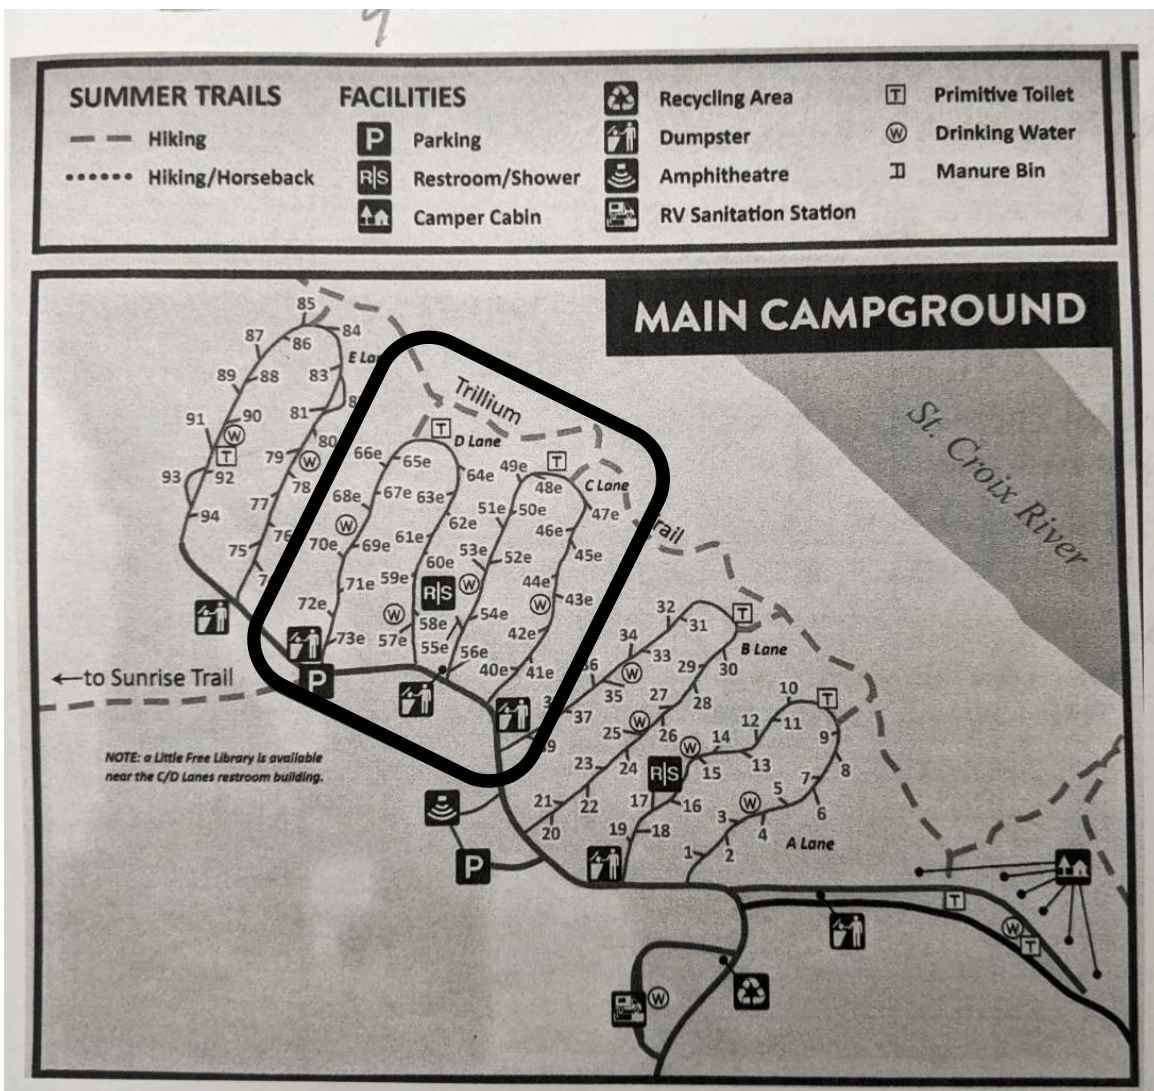 SUMMER TRAILS
Hiking
Hiking/Horseback
FACILITIES
P Parking
R|S Restroom/Shower
Camper Cabin
Recycling Area
Dumpster
Amphitheatre
RV Sanitation Station
T Primitive Toilet
W Drinking Water
Manure Bin
MAIN CAMPGROUND
St. Croix River
Trillium
Trail
85
84
87
86
E Lan
83
89
88
81
91
90
W
80
T
79
W
93
92
78
77
94
76
75
T
D Lane
66e
65e
64e
68e
67e
63e
W
62e
70e
69e
61e
60e
71e
59e
R|S
72e
W
58e
73e
57e
T
C Lane
49e
48e
47e
51e
50e
46e
53e
52e
45e
W
44e
43e
W
54e
42e
55e
56e
40e
41e
P
←to Sunrise Trail
NOTE: a Little Free Library is available
near the C/D Lanes restroom building.
32
31
T
B Lane
34
33
30
29
W
35
28
27
37
W
26
25
24
23
22
21
20
10
T
11
12
9
14
13
8
W
15
7
R|S
16
5
6
17
W
4
3
18
19
2
1
A Lane
P
T
W
T
W